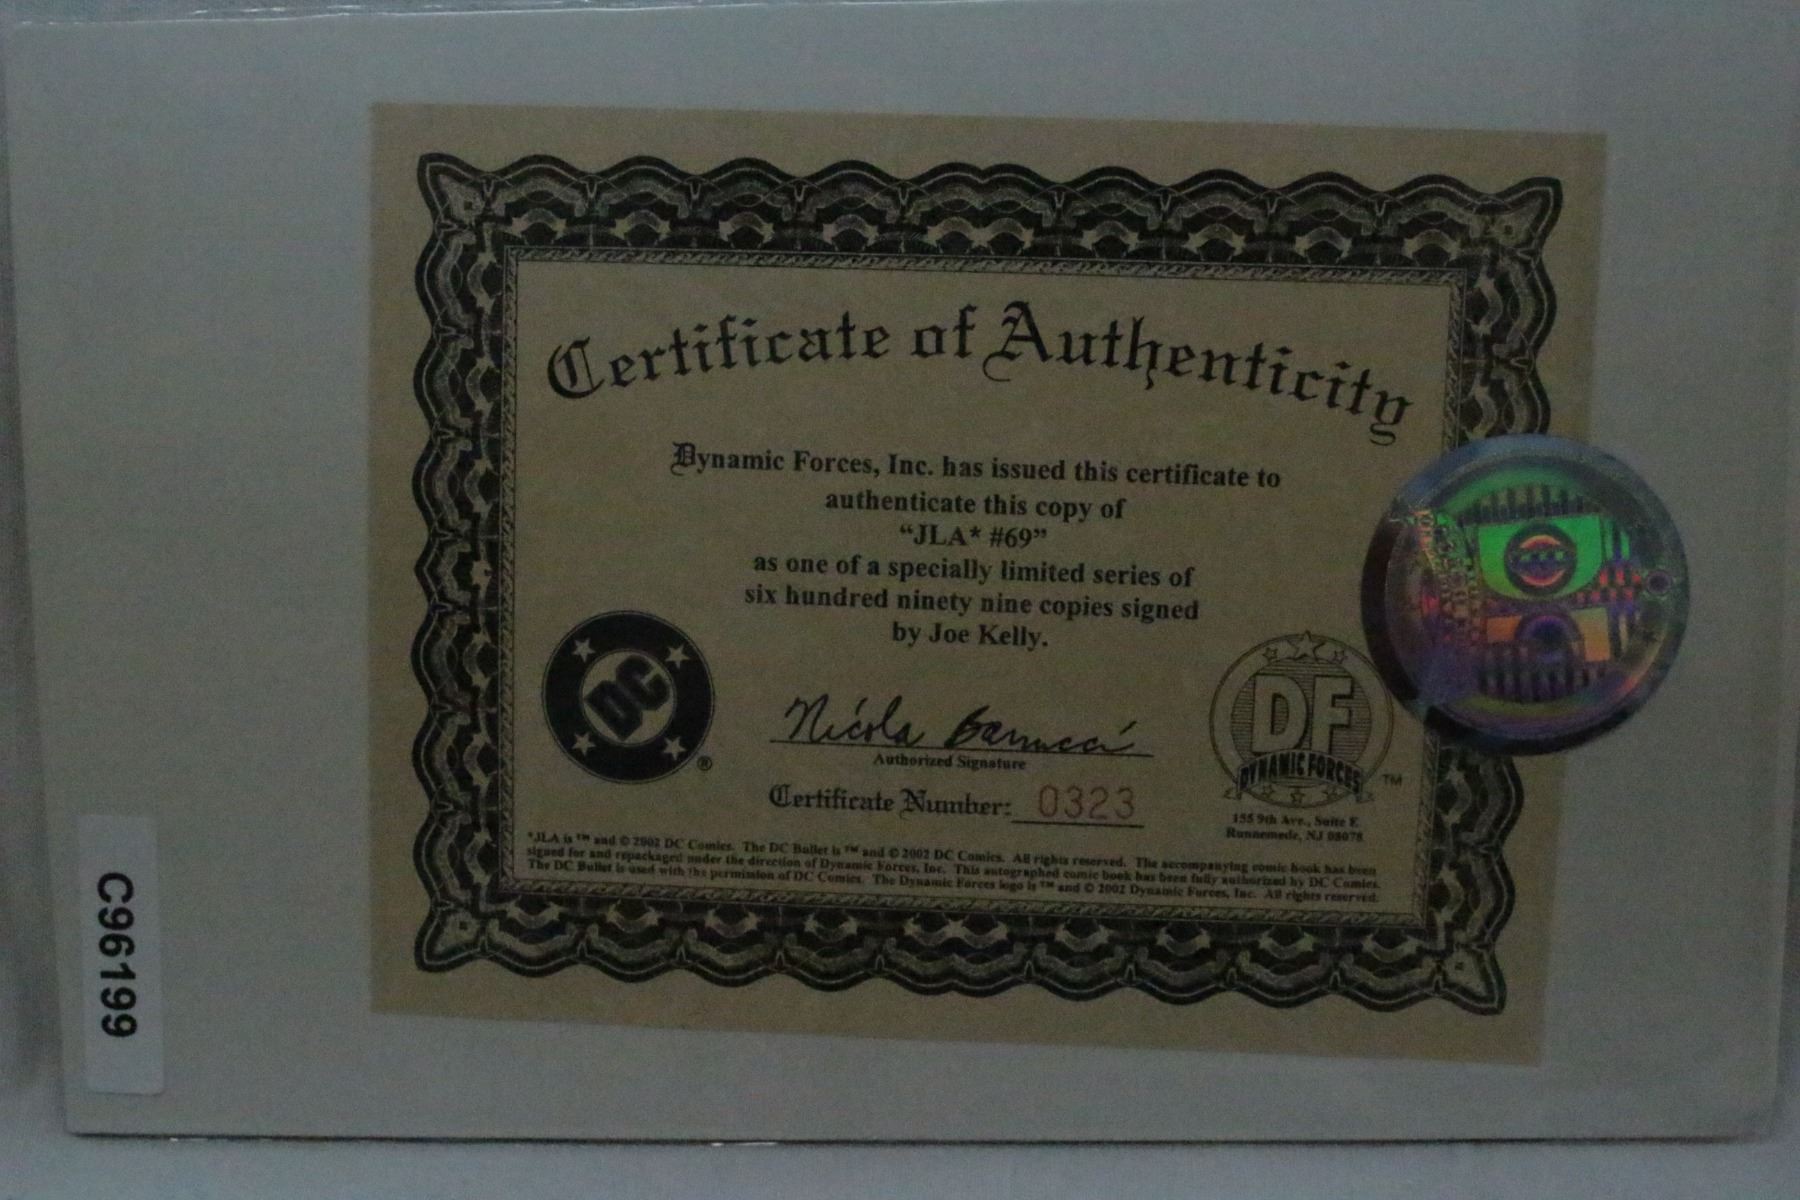 Certificate of Authenticity
Dynamic Forces, Inc. has issued this certificate to
authenticate this copy of
“JLA* #69”
as one of a specially limited series of
six hundred ninety nine copies signed
by Joe Kelly.
DC
®
Nicola Barrucci
Authorized Signature
Certificate Number: 0323
DF
DYNAMIC FORCES
TM
155 9th Ave., Suite E
Runnemede, NJ 08078
*JLA is ™ and © 2002 DC Comics. The DC Bullet is ™ and © 2002 DC Comics. All rights reserved. The accompanying comic book has been
signed for and repackaged under the direction of Dynamic Forces, Inc. This autographed comic book has been fully authorized by DC Comics.
The DC Bullet is used with the permission of DC Comics. The Dynamic Forces logo is ™ and © 2002 Dynamic Forces, Inc. All rights reserved.
C96199